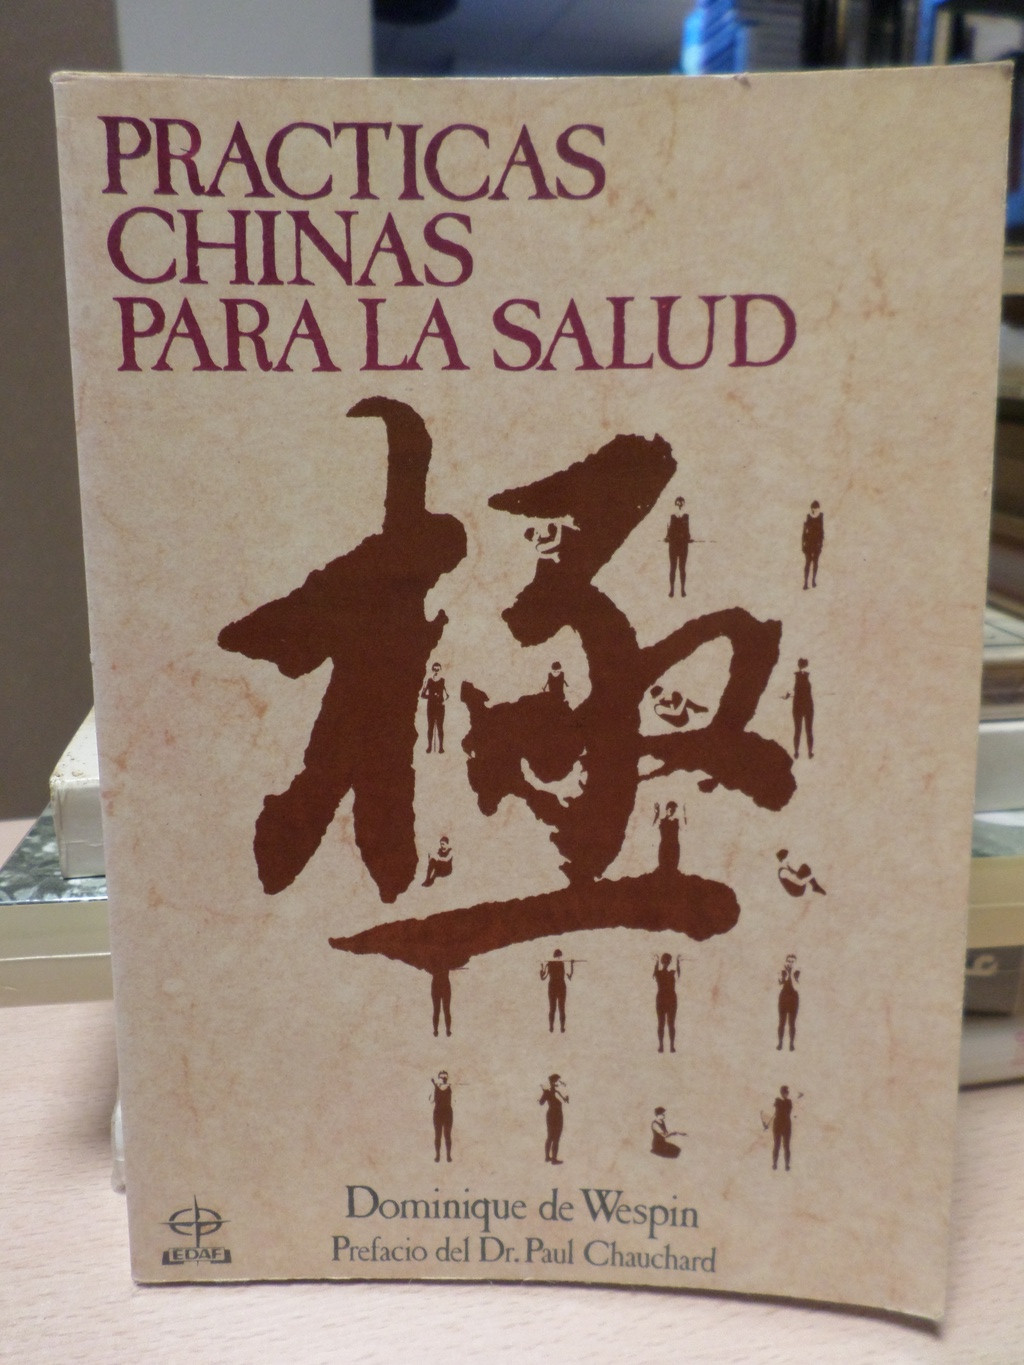 PRACTICAS
CHINAS
PARA LA SALUD
極
Dominique de Wespin
Prefacio del Dr. Paul Chauchard
EDAF